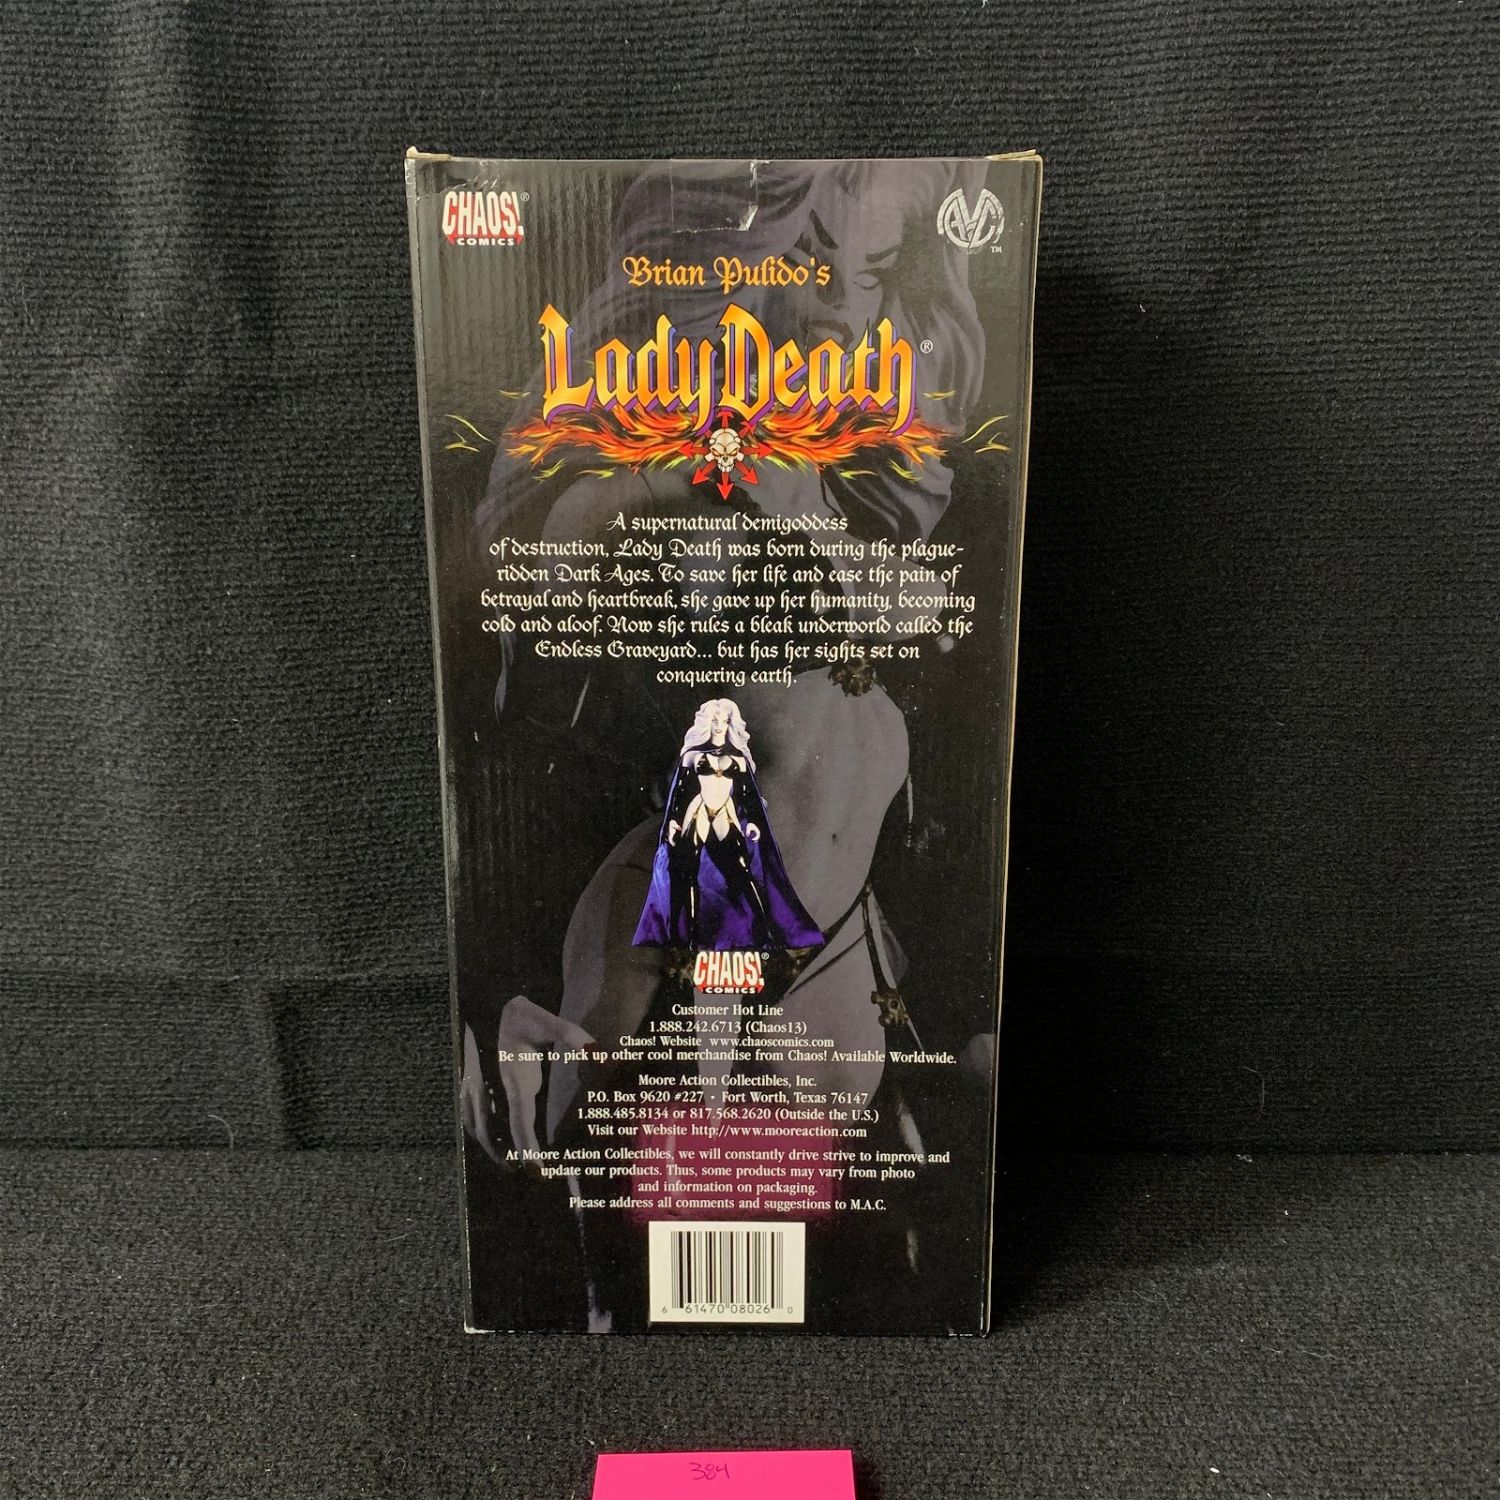 CHAOS!®
COMICS
MAC
TM
Brian Pulido's
Lady Death®
A supernatural demigoddess
of destruction, Lady Death was born during the plague-
ridden Dark Ages. To save her life and ease the pain of
betrayal and heartbreak, she gave up her humanity, becoming
cold and aloof. Now she rules a bleak underworld called the
Endless Graveyard... but has her sights set on
conquering earth.
CHAOS!®
COMICS
Customer Hot Line
1.888.242.6713 (Chaos13)
Chaos! Website www.chaoscomics.com
Be sure to pick up other cool merchandise from Chaos! Available Worldwide.
Moore Action Collectibles, Inc.
P.O. Box 9620 #227 • Fort Worth, Texas 76147
1.888.485.8134 or 817.568.2620 (Outside the U.S.)
Visit our Website http://www.mooreaction.com
At Moore Action Collectibles, we will constantly drive strive to improve and
update our products. Thus, some products may vary from photo
and information on packaging.
Please address all comments and suggestions to M.A.C.
6 61470 08026 0
384